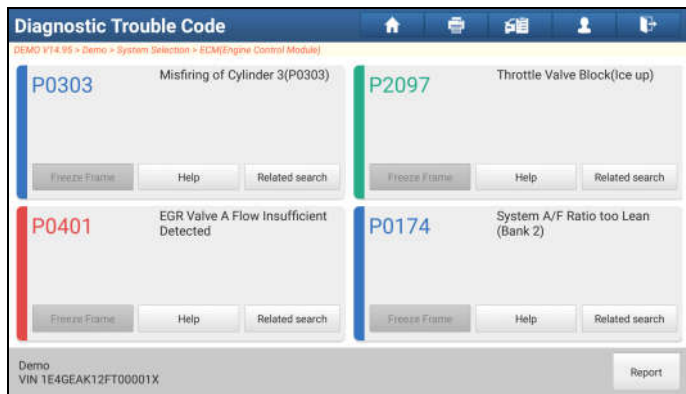 Diagnostic Trouble Code
DEMO V14.95 > Demo > System Selection > ECM(Engine Control Module)
P0303
Misfiring of Cylinder 3(P0303)
Freeze Frame
Help
Related search
P2097
Throttle Valve Block(Ice up)
Freeze Frame
Help
Related search
P0401
EGR Valve A Flow Insufficient
Detected
Freeze Frame
Help
Related search
P0174
System A/F Ratio too Lean
(Bank 2)
Freeze Frame
Help
Related search
Demo
VIN 1E4GEAK12FT00001X
Report